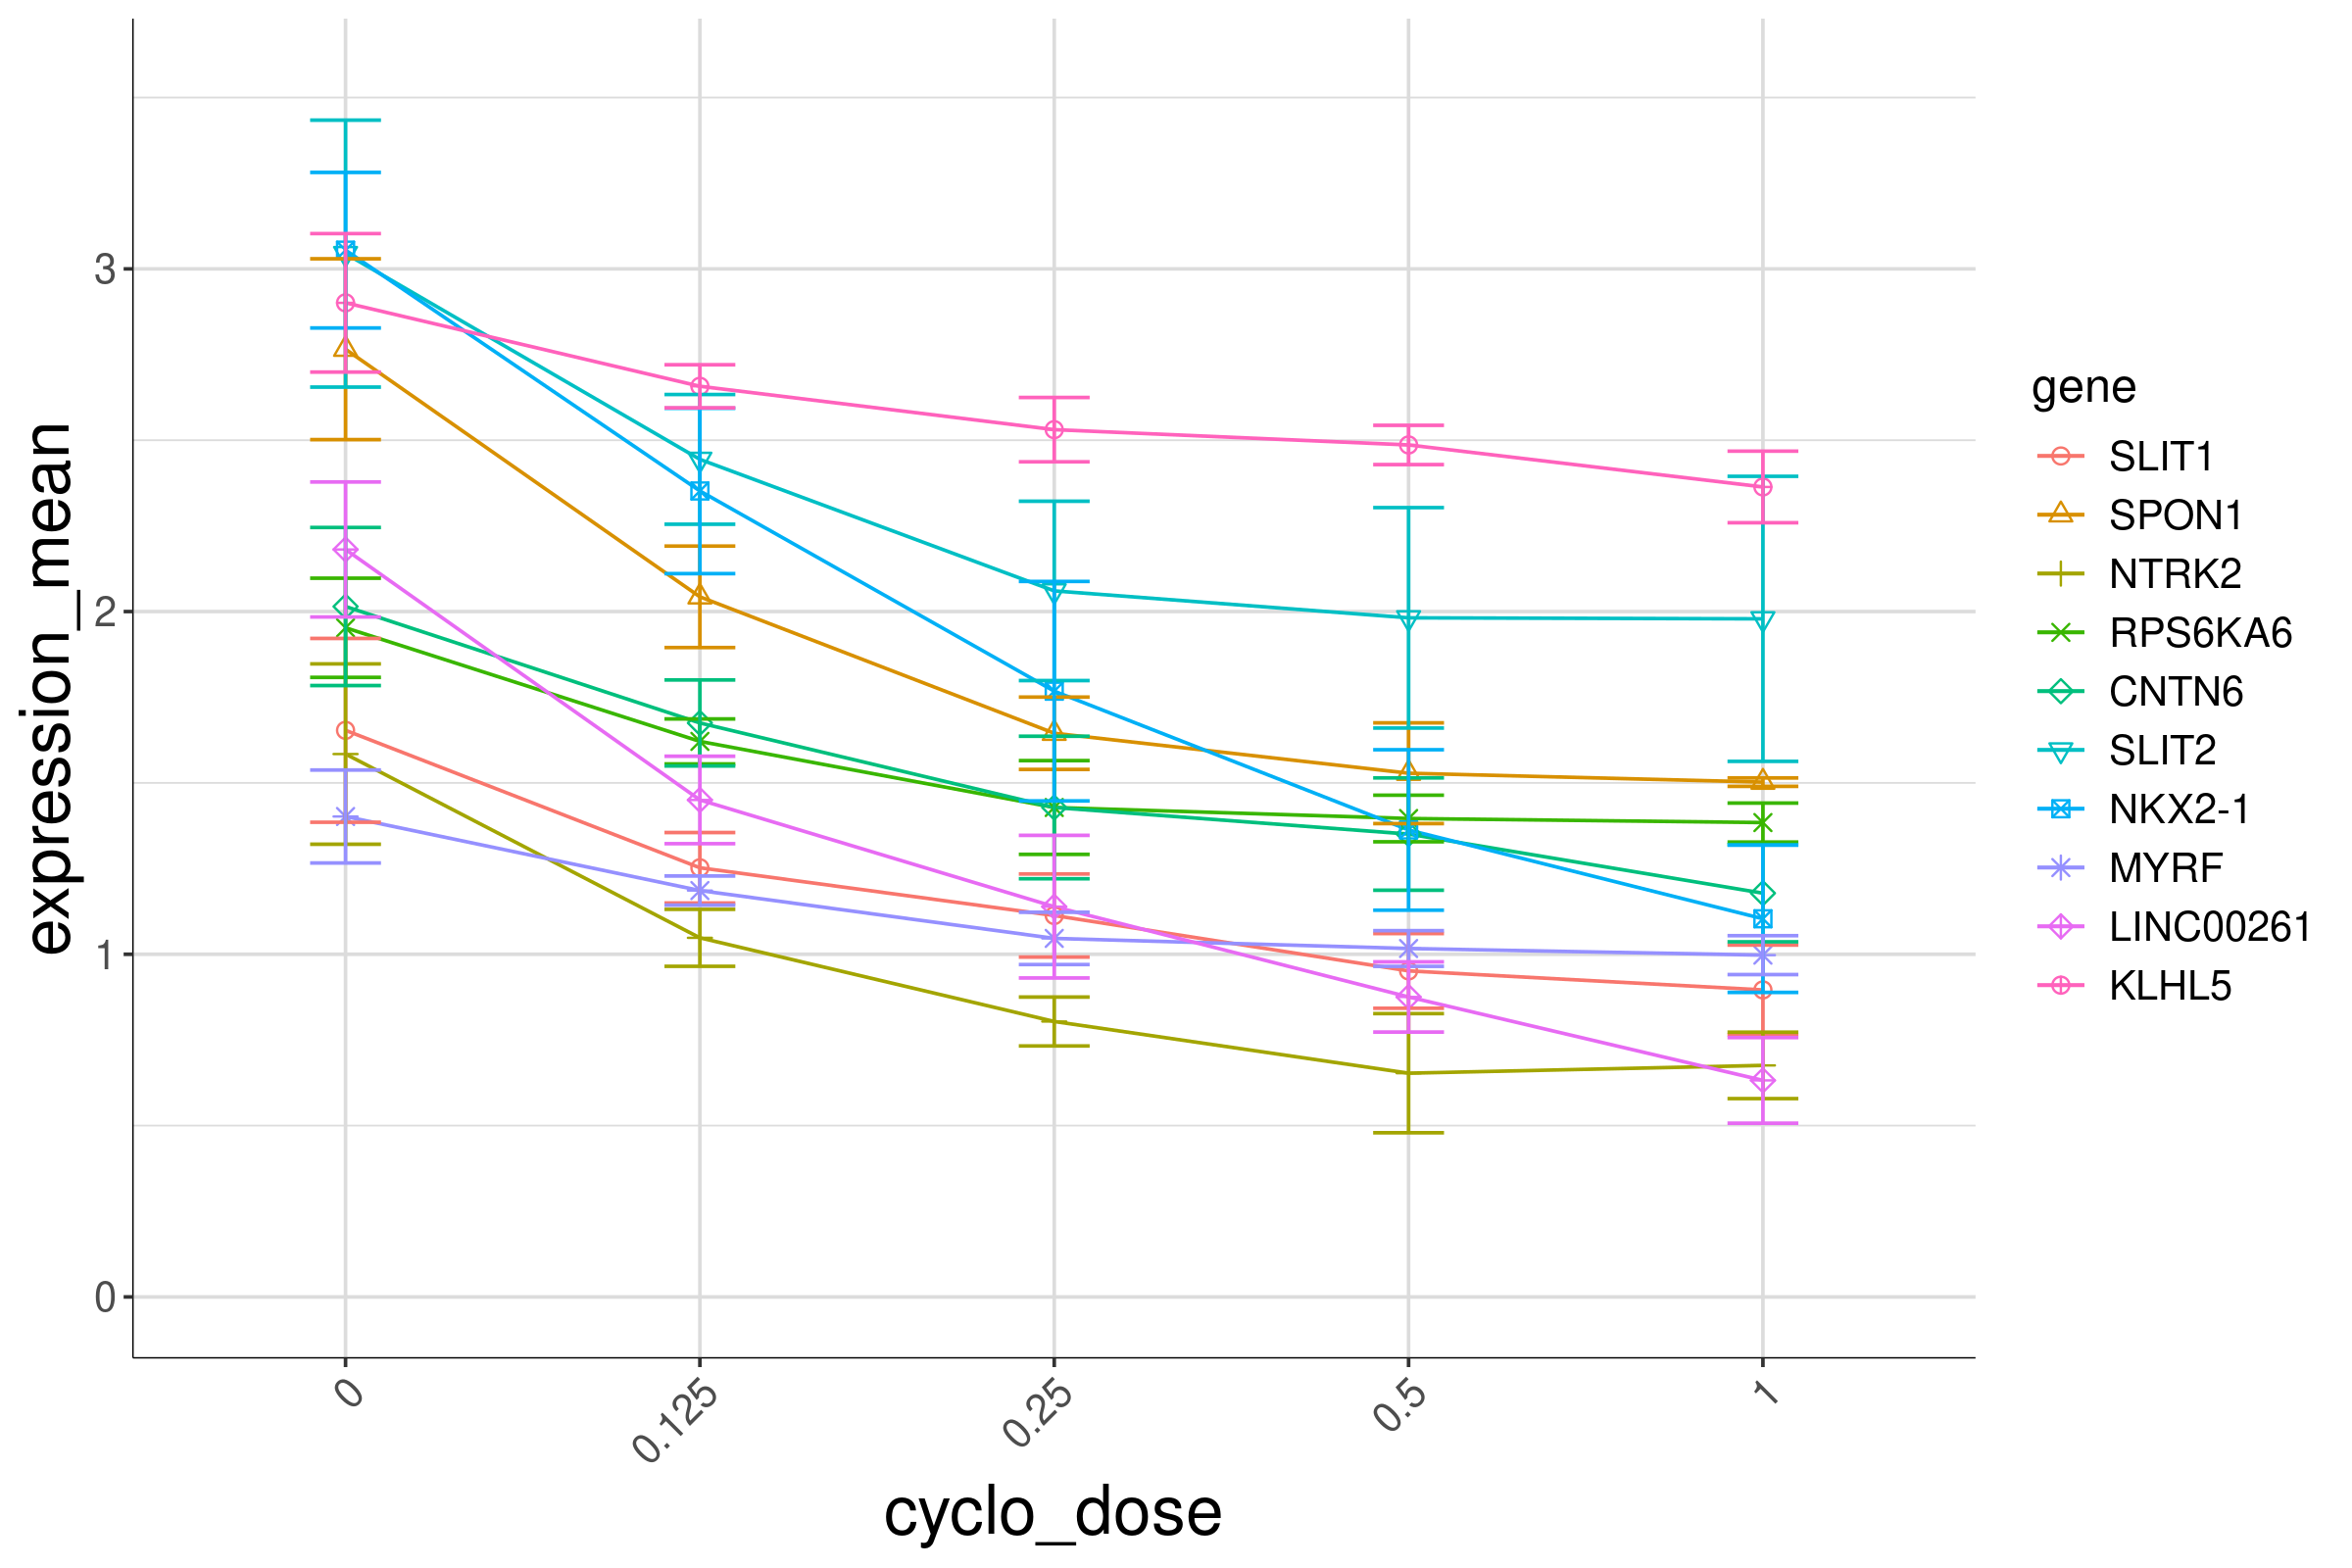 expression_mean
3
2
1
0
0
0.125
0.25
0.5
1
cyclo_dose
gene
SLIT1
SPON1
NTRK2
RPS6KA6
CNTN6
SLIT2
NKX2-1
MYRF
LINC00261
KLHL5